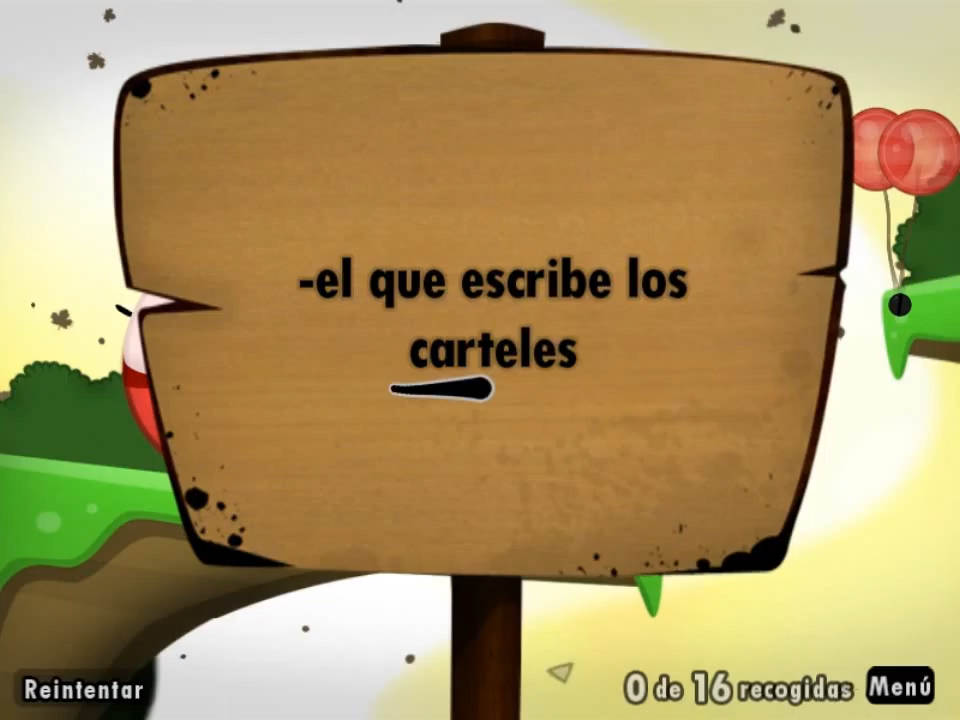 -el que escribe los
carteles
Reintentar
0 de 16 recogidas
Menú